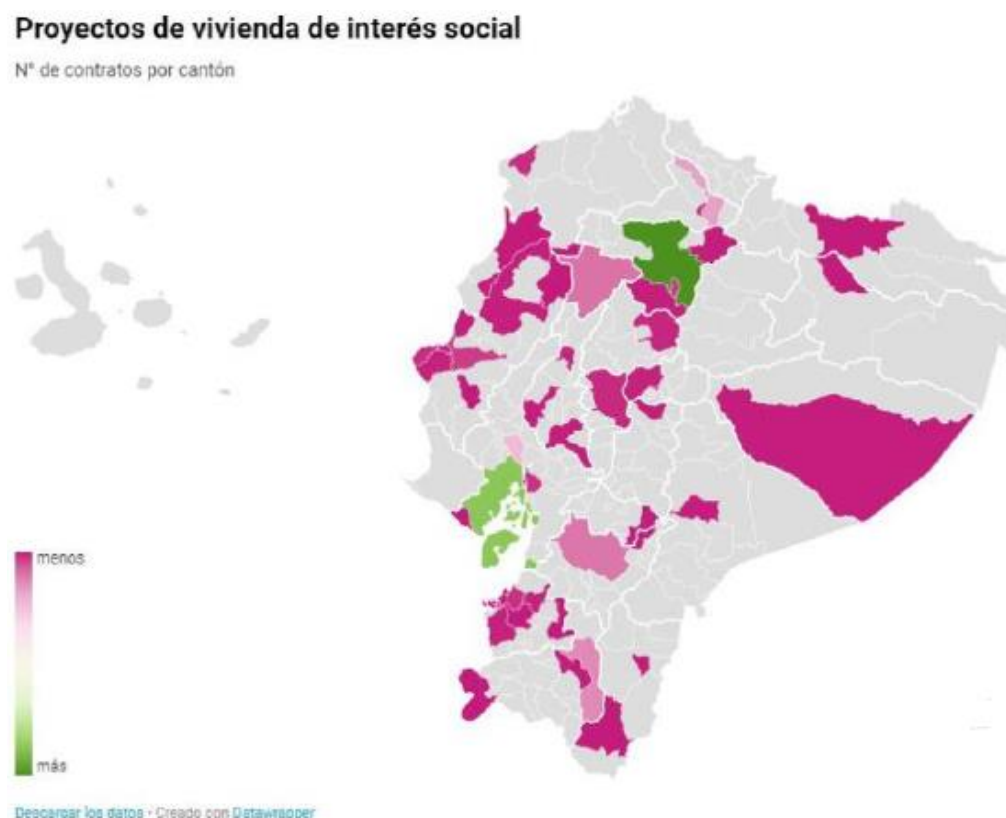 Proyectos de vivienda de interés social
N° de contratos por cantón
menos
más
Descargar los datos · Creado con Datawrapper